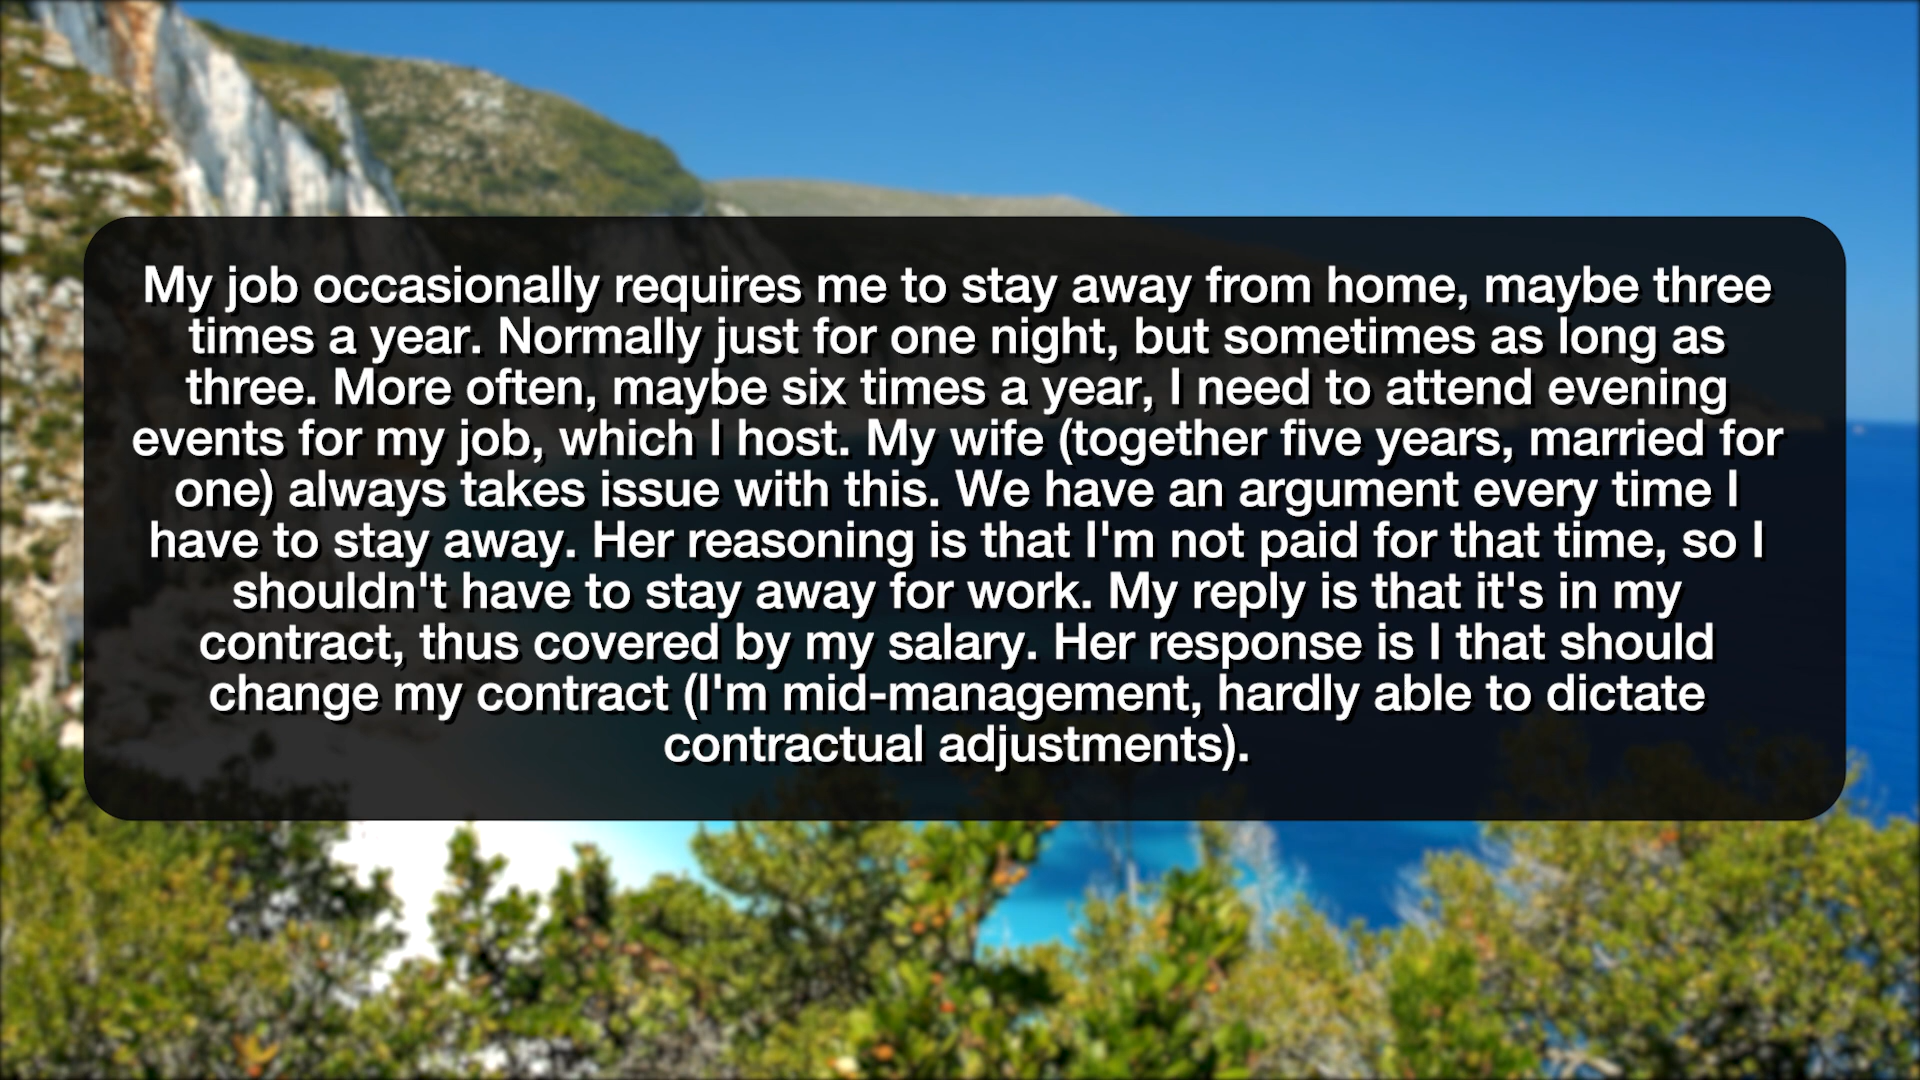 My job occasionally requires me to stay away from home, maybe three
times a year. Normally just for one night, but sometimes as long as
three. More often, maybe six times a year, I need to attend evening
events for my job, which I host. My wife (together five years, married for
one) always takes issue with this. We have an argument every time I
have to stay away. Her reasoning is that I'm not paid for that time, so I
shouldn't have to stay away for work. My reply is that it's in my
contract, thus covered by my salary. Her response is I that should
change my contract (I'm mid-management, hardly able to dictate
contractual adjustments).